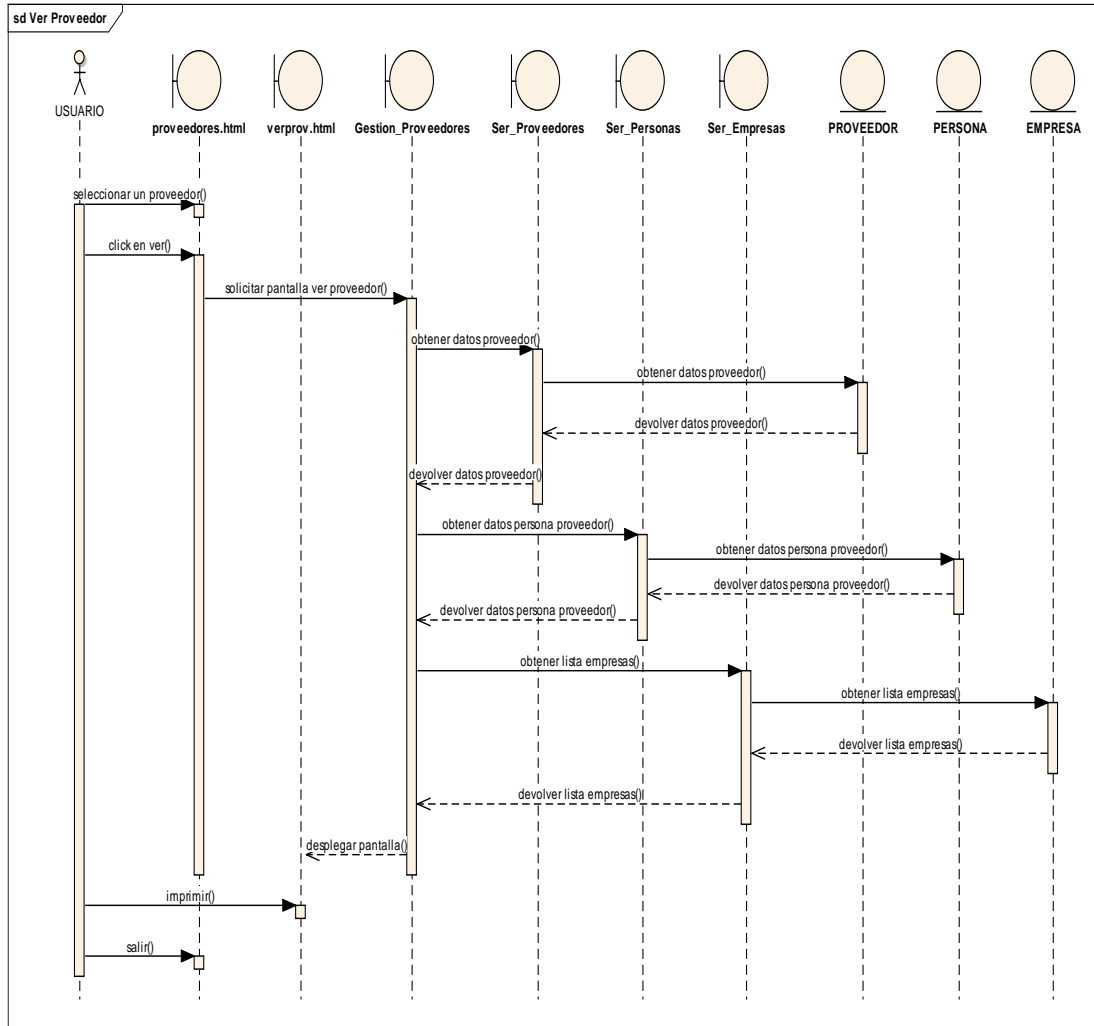 sd Ver Proveedor
USUARIO
proveedores.html
verprov.html
Gestion_Proveedores
Ser_Proveedores
Ser_Personas
Ser_Empresas
PROVEEDOR
PERSONA
EMPRESA
seleccionar un proveedor()
click en ver()
solicitar pantalla ver proveedor()
obtener datos proveedor()
obtener datos proveedor()
devolver datos proveedor()
devolver datos proveedor()
obtener datos persona proveedor()
obtener datos persona proveedor()
devolver datos persona proveedor()
devolver datos persona proveedor()
obtener lista empresas()
obtener lista empresas()
devolver lista empresas()
devolver lista empresas()
desplegar pantalla()
imprimir()
salir()